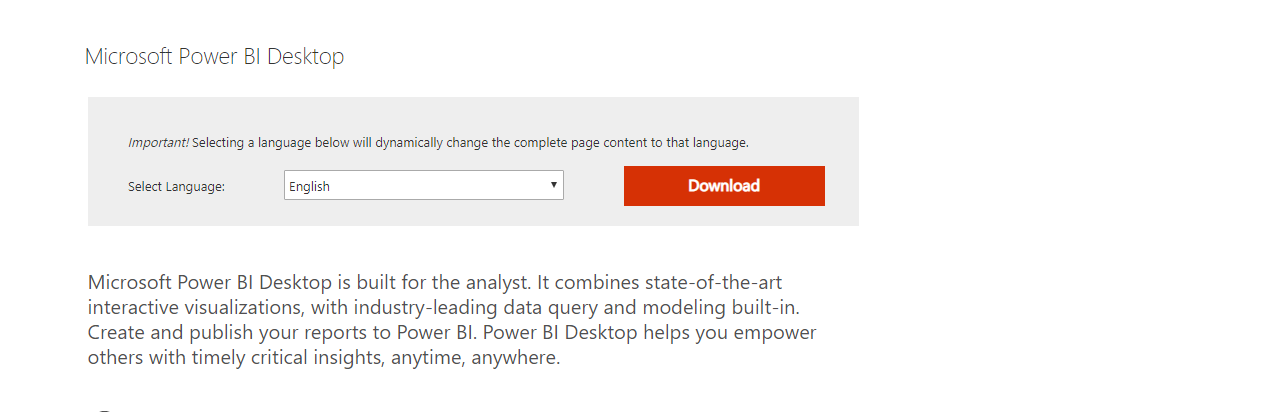 Microsoft Power BI Desktop
Important! Selecting a language below will dynamically change the complete page content to that language.
Select Language:
English
Download
Microsoft Power BI Desktop is built for the analyst. It combines state-of-the-art
interactive visualizations, with industry-leading data query and modeling built-in.
Create and publish your reports to Power BI. Power BI Desktop helps you empower
others with timely critical insights, anytime, anywhere.